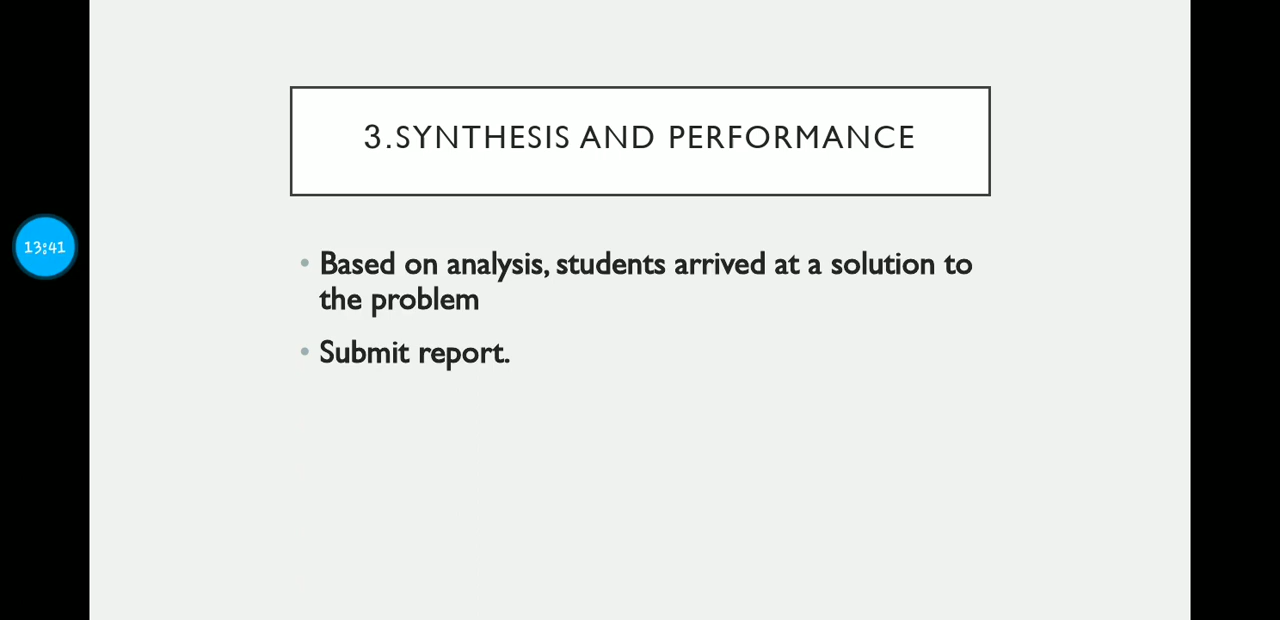 3.SYNTHESIS AND PERFORMANCE
13:41
• Based on analysis, students arrived at a solution to
the problem
• Submit report.